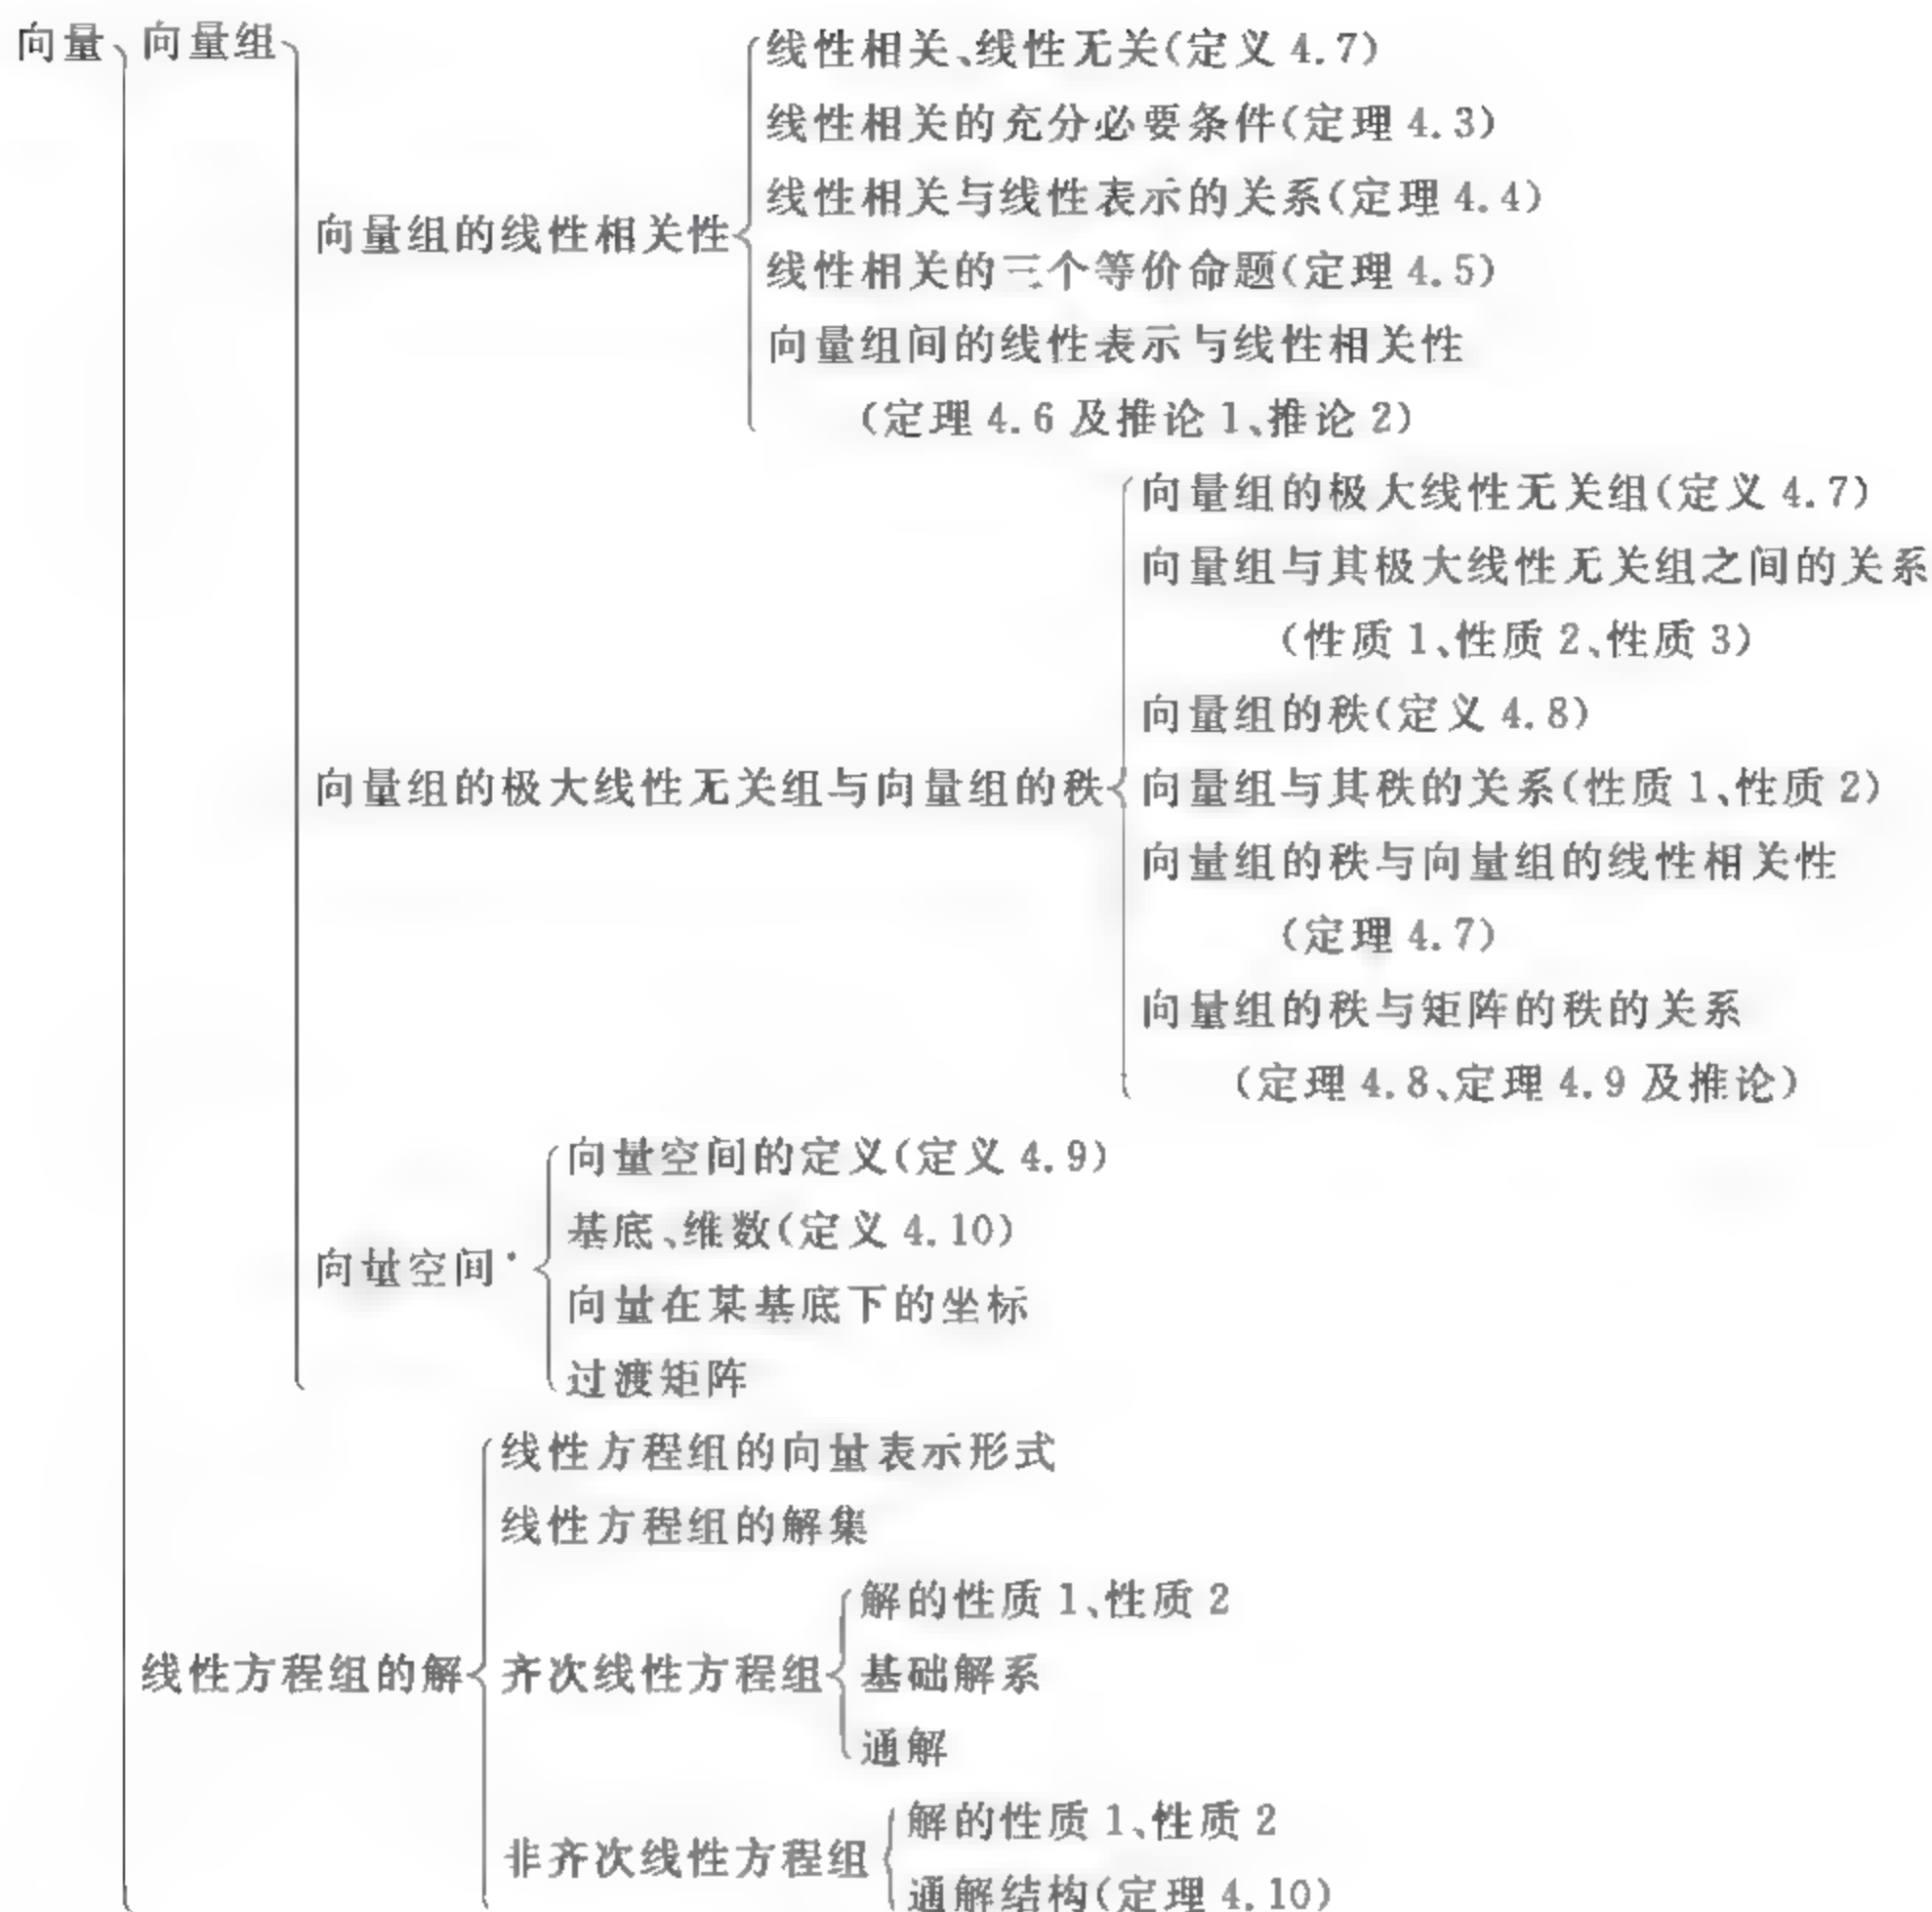 向量、向量组
线性相关、线性无关(定义 4.7)
线性相关的充分必要条件(定理 4.3)
线性相关与线性表示的关系(定理 4.4)
向量组的线性相关性
线性相关的三个等价命题(定理 4.5)
向量组间的线性表示与线性相关性
(定理 4.6 及推论 1、推论 2)
向量组的极大线性无关组(定义 4.7)
向量组与其极大线性无关组之间的关系
(性质 1、性质 2、性质 3)
向量组的秩(定义 4.8)
向量组的极大线性无关组与向量组的秩
向量组与其秩的关系(性质 1、性质 2)
向量组的秩与向量组的线性相关性
(定理 4.7)
向量组的秩与矩阵的秩的关系
(定理 4.8、定理 4.9 及推论)
向量空间的定义(定义 4.9)
基底、维数(定义 4.10)
向量空间*
向量在某基底下的坐标
过渡矩阵
线性方程组的向量表示形式
线性方程组的解集
解的性质 1、性质 2
线性方程组的解
齐次线性方程组
基础解系
通解
解的性质 1、性质 2
非齐次线性方程组
通解结构(定理 4.10)